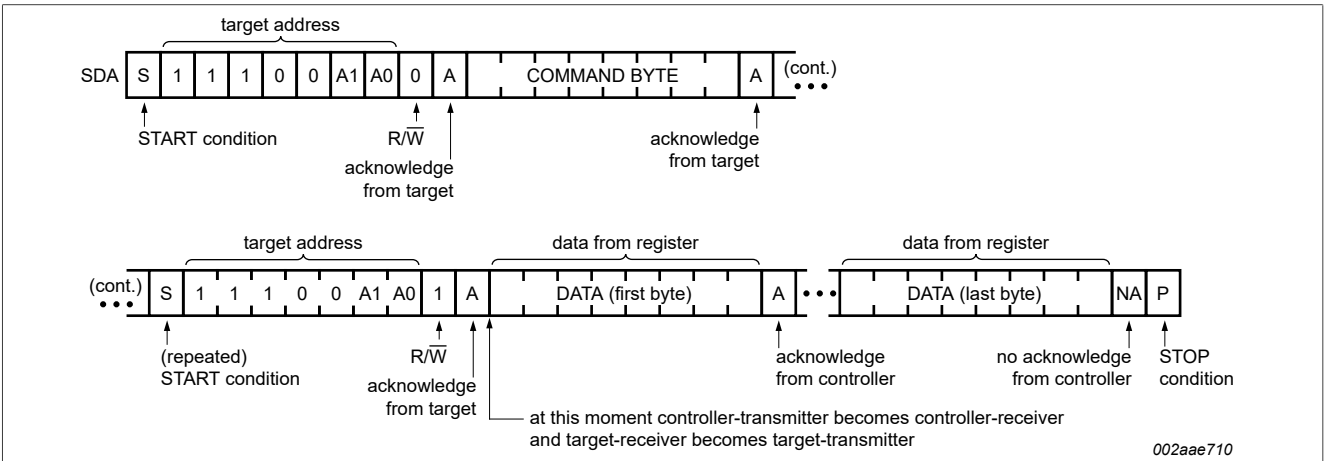 target address
SDA S 1 1 1 0 0 A1 A0 0 A COMMAND BYTE A (cont.)
START condition
R/W̅
acknowledge
from target
acknowledge
from target
target address
data from register
data from register
(cont.) S 1 1 1 0 0 A1 A0 1 A DATA (first byte) A DATA (last byte) NA P
(repeated)
START condition
R/W̅
acknowledge
from target
acknowledge
from controller
no acknowledge
from controller
STOP
condition
at this moment controller-transmitter becomes controller-receiver
and target-receiver becomes target-transmitter
002aae710